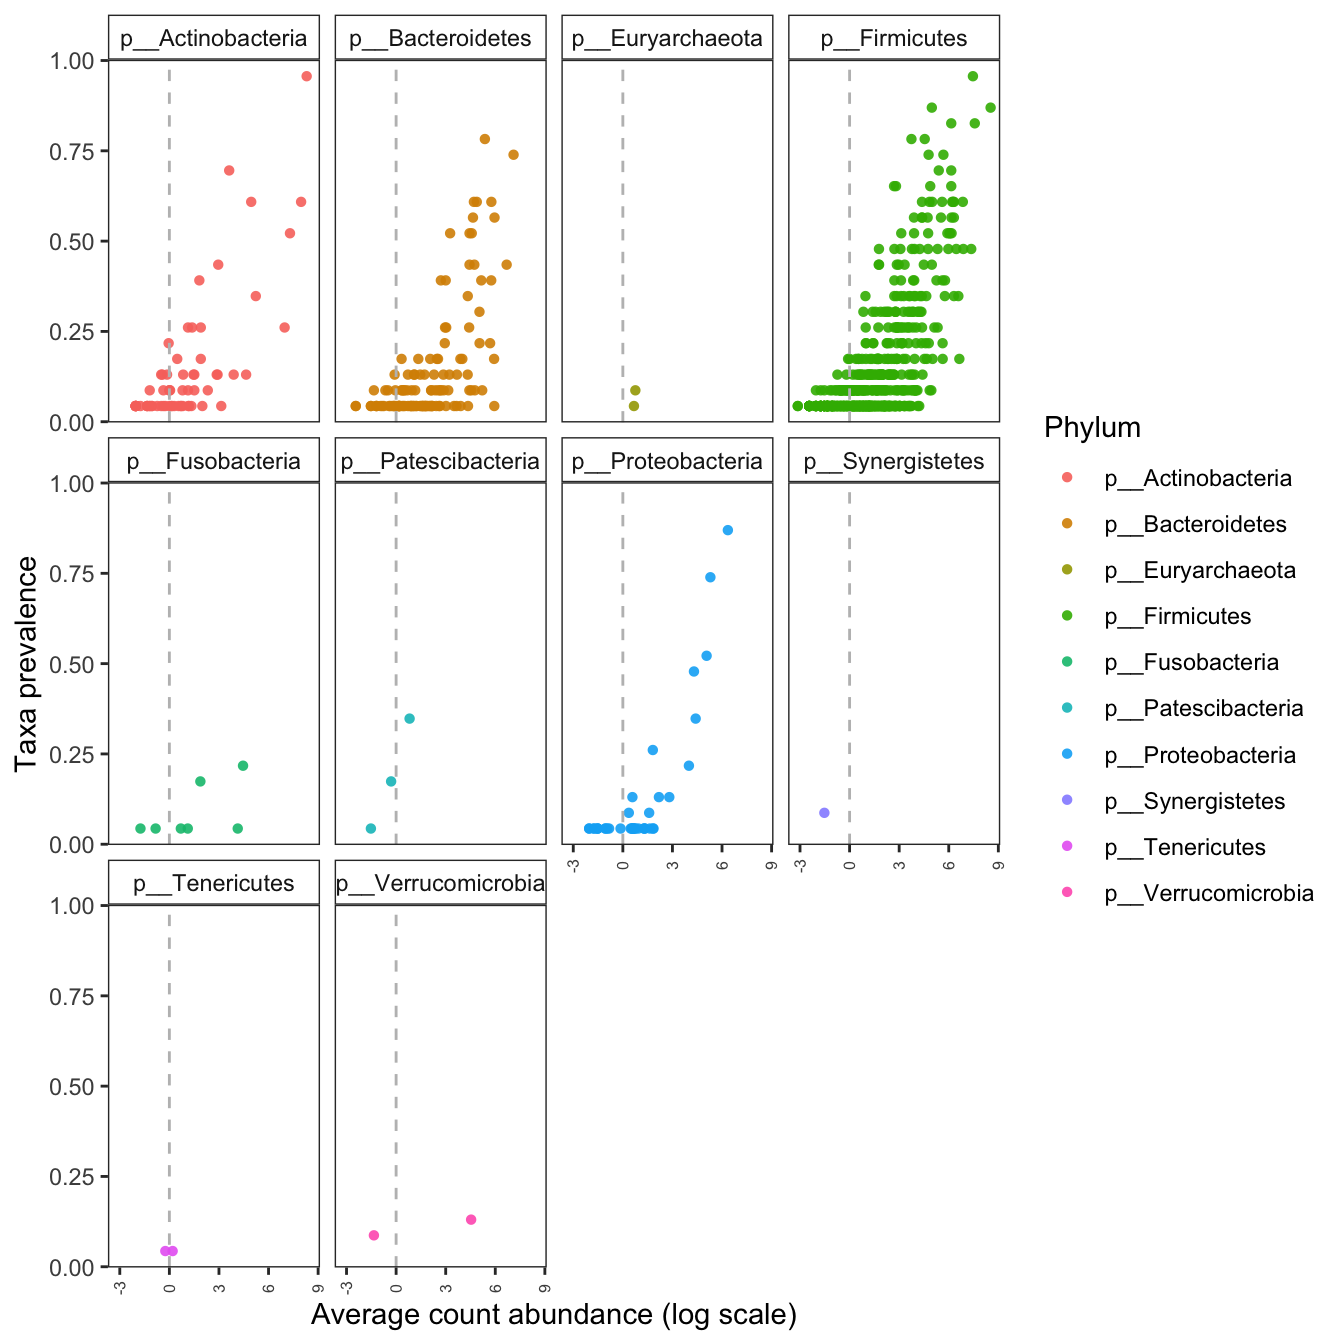 p__Actinobacteria p__Bacteroidetes p__Euryarchaeota p__Firmicutes
1.00
0.75
0.50
0.25
0.00
p__Fusobacteria p__Patescibacteria p__Proteobacteria p__Synergistetes
1.00
0.75
0.50
0.25
0.00
-3 0 3 6 9 -3 0 3 6 9
p__Tenericutes p__Verrucomicrobia
1.00
0.75
0.50
0.25
0.00
-3 0 3 6 9 -3 0 3 6 9
Taxa prevalence
Average count abundance (log scale)
Phylum
p__Actinobacteria
p__Bacteroidetes
p__Euryarchaeota
p__Firmicutes
p__Fusobacteria
p__Patescibacteria
p__Proteobacteria
p__Synergistetes
p__Tenericutes
p__Verrucomicrobia